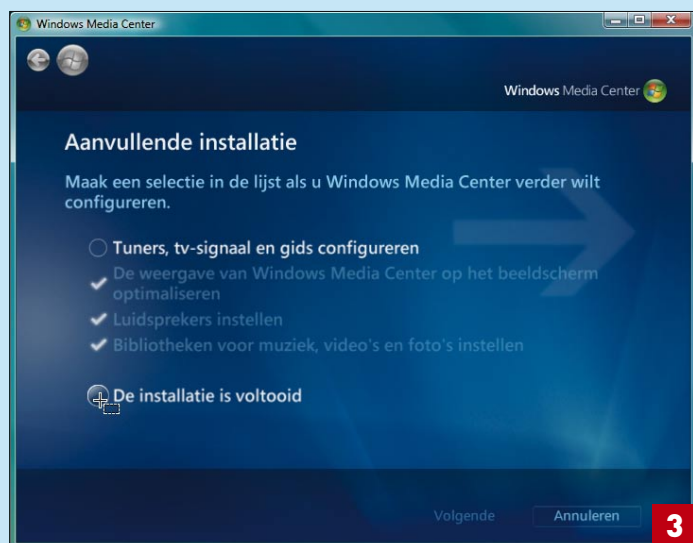 Windows Media Center
Windows Media Center
Aanvullende installatie
Maak een selectie in de lijst als u Windows Media Center verder wilt
configureren.
Tuners, tv-signaal en gids configureren
De weergave van Windows Media Center op het beeldscherm
optimaliseren
Luidsprekers instellen
Bibliotheken voor muziek, video's en foto's instellen
De installatie is voltooid
Volgende Annuleren
3